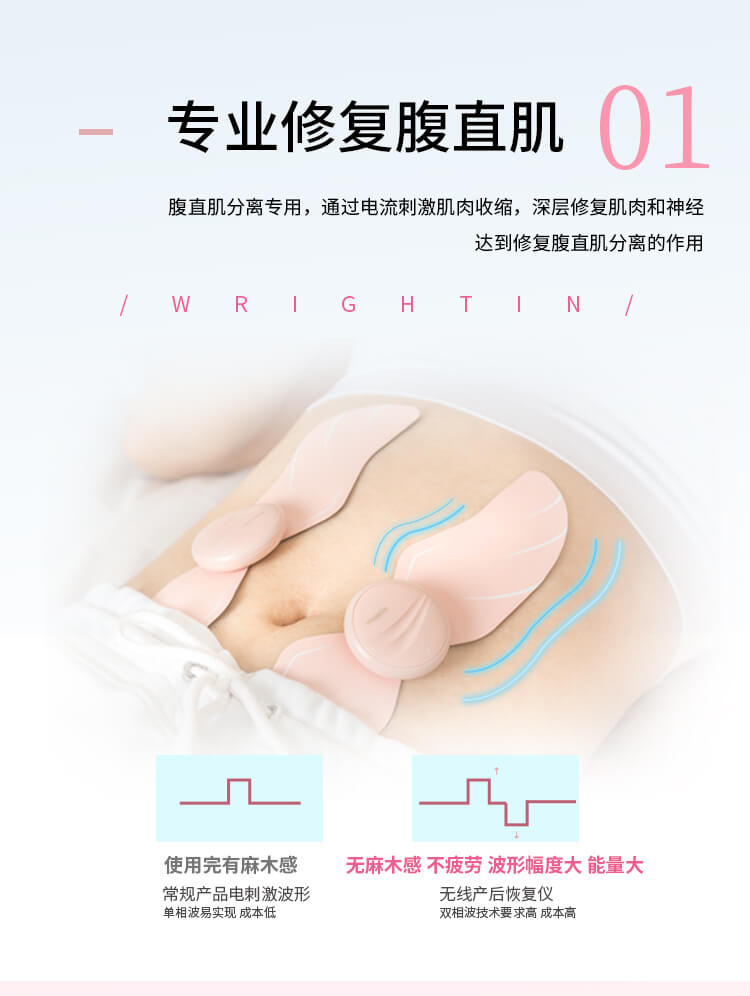 专业修复腹直肌 01
腹直肌分离专用，通过电流刺激肌肉收缩，深层修复肌肉和神经
达到修复腹直肌分离的作用
/ W R I G H T I N /
使用完有麻木感
常规产品电刺激波形
单相波易实现 成本低
无麻木感 不疲劳 波形幅度大 能量大
无线产后恢复仪
双相波技术要求高 成本高